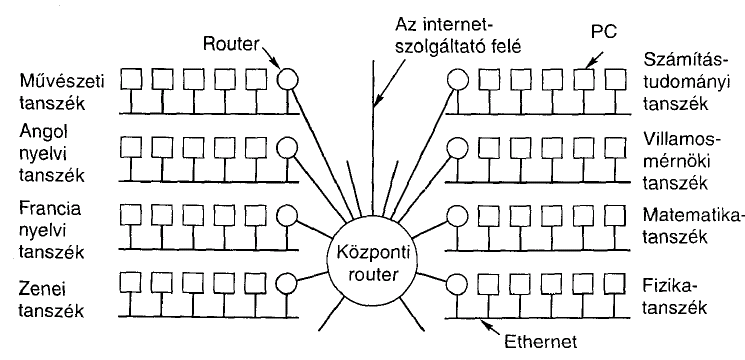 Az internet-
szolgáltató felé
Router
PC
Művészeti
tanszék
Számítás-
tudományi
tanszék
Angol
nyelvi
tanszék
Villamos-
mérnöki
tanszék
Francia
nyelvi
tanszék
Matematika-
tanszék
Központi
router
Zenei
tanszék
Fizika-
tanszék
Ethernet